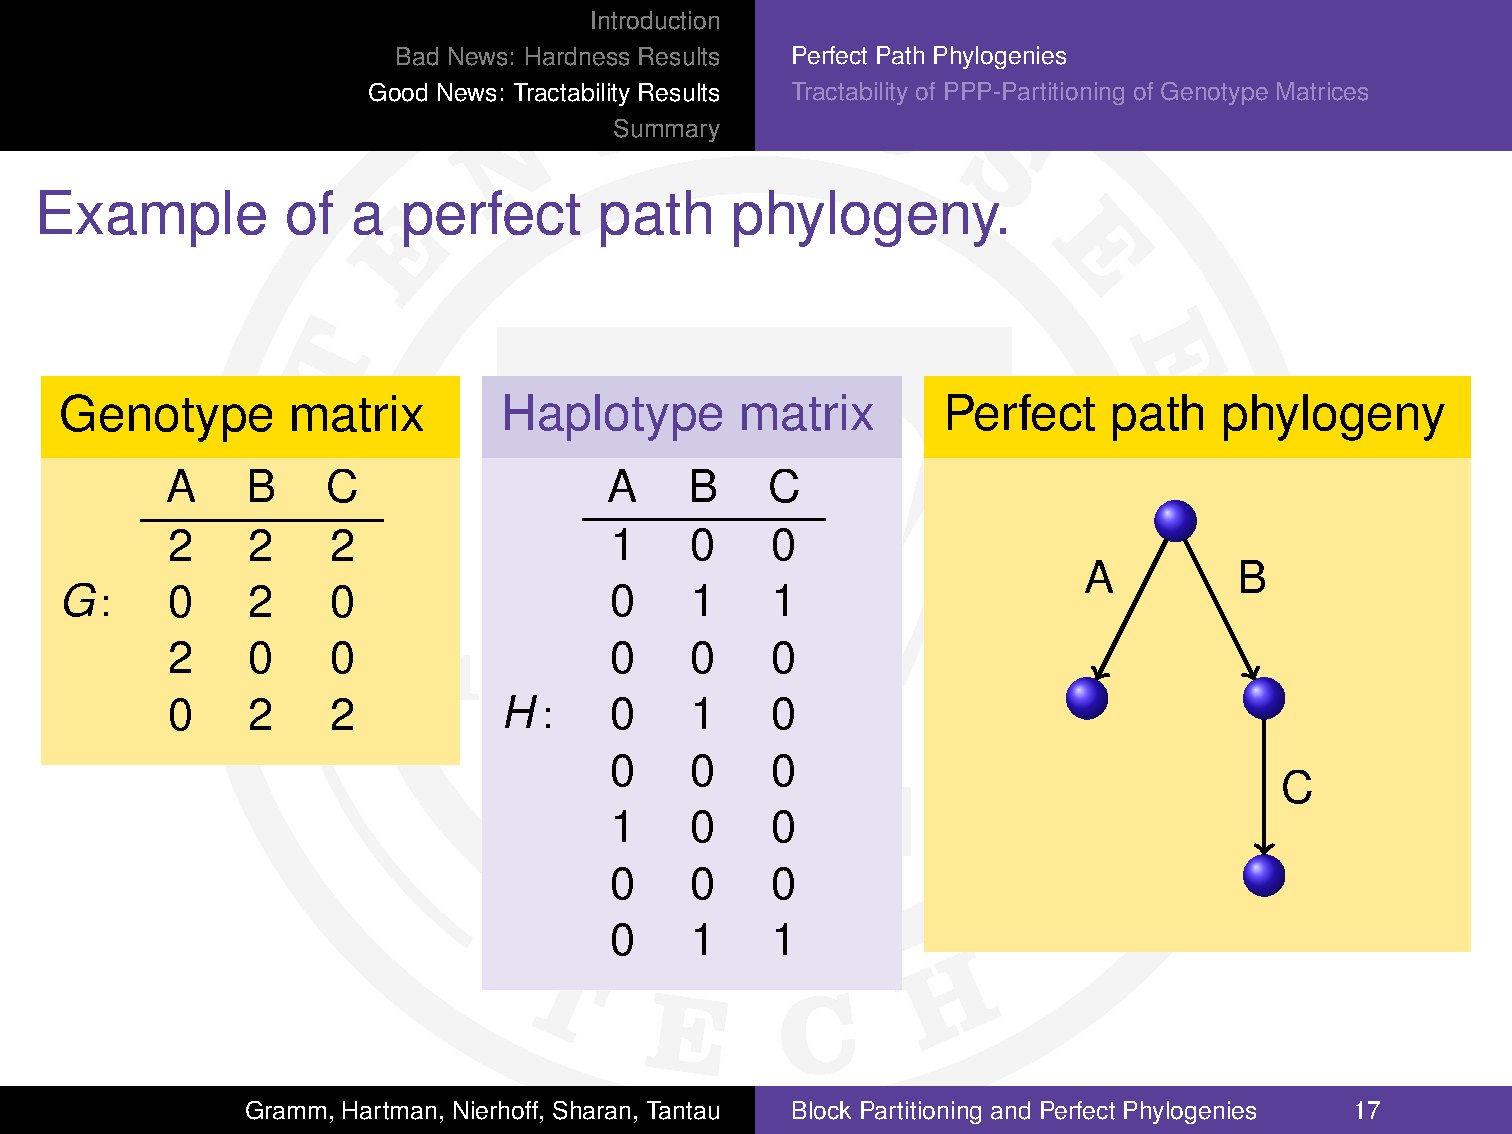 Introduction
Bad News: Hardness Results
Good News: Tractability Results
Summary
Perfect Path Phylogenies
Tractability of PPP-Partitioning of Genotype Matrices
Example of a perfect path phylogeny.
Genotype matrix
A B C
2 2 2
G: 0 2 0
2 0 0
0 2 2
Haplotype matrix
A B C
1 0 0
0 1 1
0 0 0
H: 0 1 0
0 0 0
1 0 0
0 0 0
0 1 1
Perfect path phylogeny
A B
C
Gramm, Hartman, Nierhoff, Sharan, Tantau
Block Partitioning and Perfect Phylogenies
17